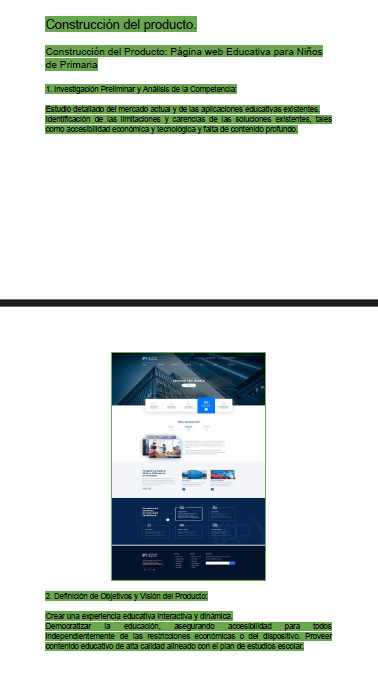 Construcción del producto.
Construcción del Producto: Página web Educativa para Niños
de Primaria
1. Investigación Preliminar y Análisis de la Competencia:
Estudio detallado del mercado actual y de las aplicaciones educativas existentes.
Identificación de las limitaciones y carencias de las soluciones existentes, tales
como accesibilidad económica y tecnológica y falta de contenido profundo.
2. Definición de Objetivos y Visión del Producto:
Crear una experiencia educativa interactiva y dinámica.
Democratizar la educación, asegurando accesibilidad para todos
independientemente de las restricciones económicas o del dispositivo. Proveer
contenido educativo de alta calidad alineado con el plan de estudios escolar.